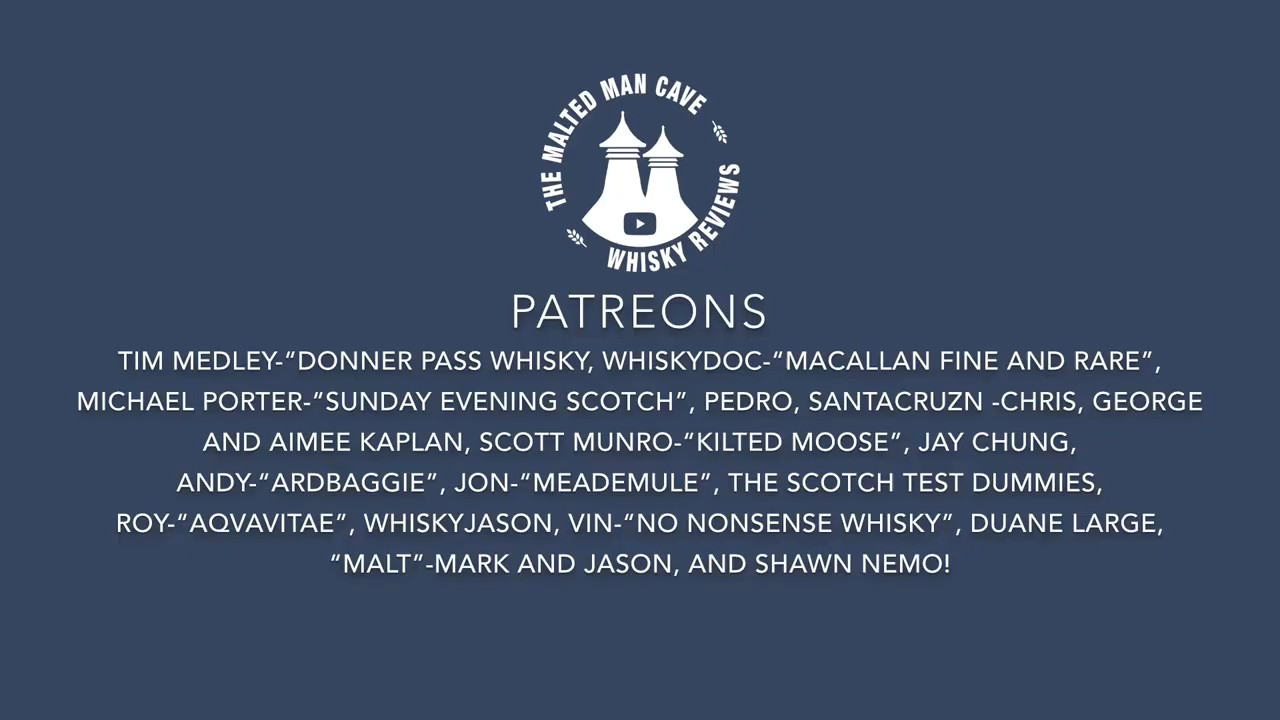 THE MALTED MAN CAVE
WHISKY REVIEWS
PATREONS
TIM MEDLEY-“DONNER PASS WHISKY, WHISKYDOC-“MACALLAN FINE AND RARE”,
MICHAEL PORTER-“SUNDAY EVENING SCOTCH”, PEDRO, SANTACRUZN -CHRIS, GEORGE
AND AIMEE KAPLAN, SCOTT MUNRO-“KILTED MOOSE”, JAY CHUNG,
ANDY-“ARDBAGGIE”, JON-“MEADEMULE”, THE SCOTCH TEST DUMMIES,
ROY-“AQVAVITAE”, WHISKYJASON, VIN-“NO NONSENSE WHISKY”, DUANE LARGE,
“MALT”-MARK AND JASON, AND SHAWN NEMO!